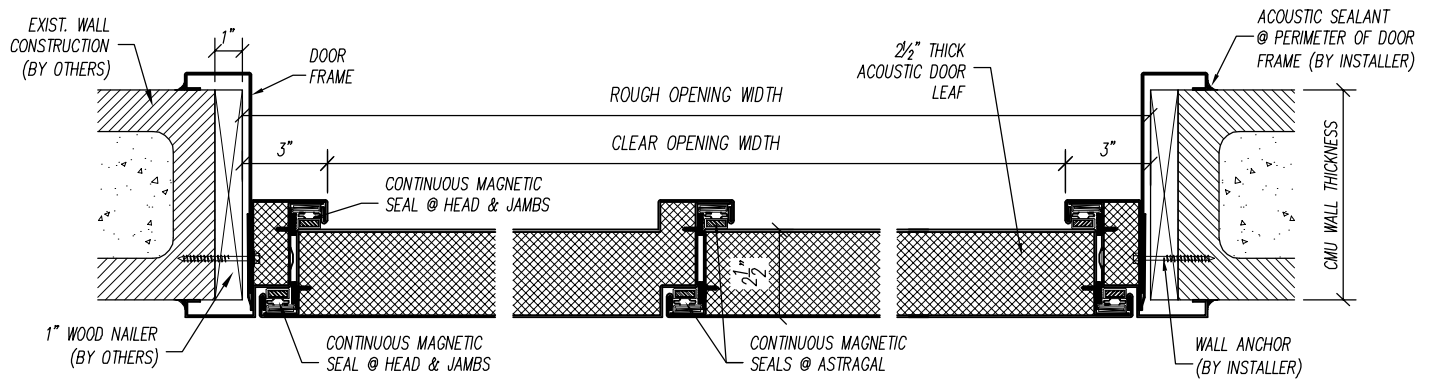 EXIST. WALL
CONSTRUCTION
(BY OTHERS)
1"
DOOR
FRAME
2½" THICK
ACOUSTIC DOOR
LEAF
ACOUSTIC SEALANT
@ PERIMETER OF DOOR
FRAME (BY INSTALLER)
ROUGH OPENING WIDTH
CLEAR OPENING WIDTH
3"
3"
CONTINUOUS MAGNETIC
SEAL @ HEAD & JAMBS
2½"
CMU WALL THICKNESS
1" WOOD NAILER
(BY OTHERS)
CONTINUOUS MAGNETIC
SEAL @ HEAD & JAMBS
CONTINUOUS MAGNETIC
SEALS @ ASTRAGAL
WALL ANCHOR
(BY INSTALLER)